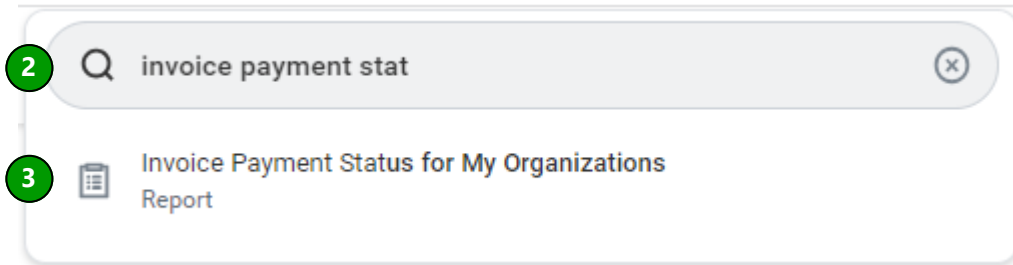 2 invoice payment stat
3 Invoice Payment Status for My Organizations
Report